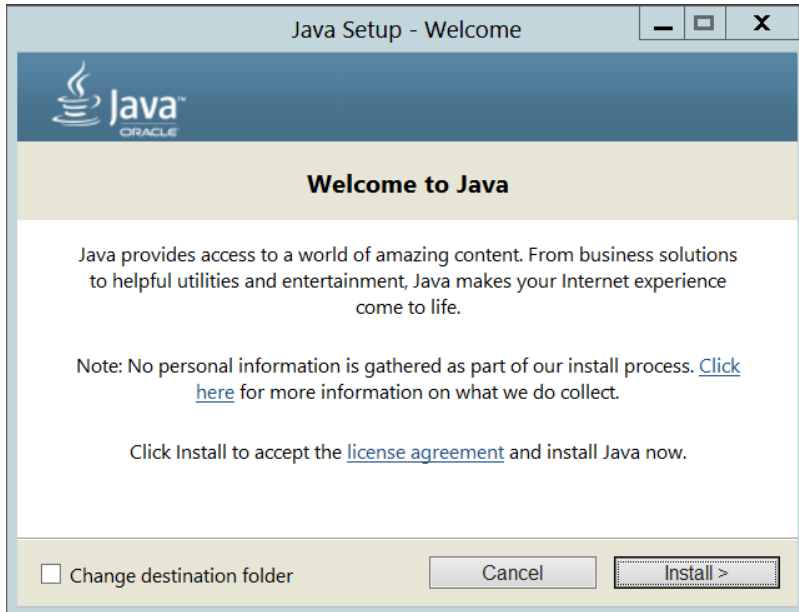 Java Setup - Welcome
X
Java™
ORACLE
Welcome to Java
Java provides access to a world of amazing content. From business solutions
to helpful utilities and entertainment, Java makes your Internet experience
come to life.
Note: No personal information is gathered as part of our install process. Click
here for more information on what we do collect.
Click Install to accept the license agreement and install Java now.
Change destination folder
Cancel
Install >